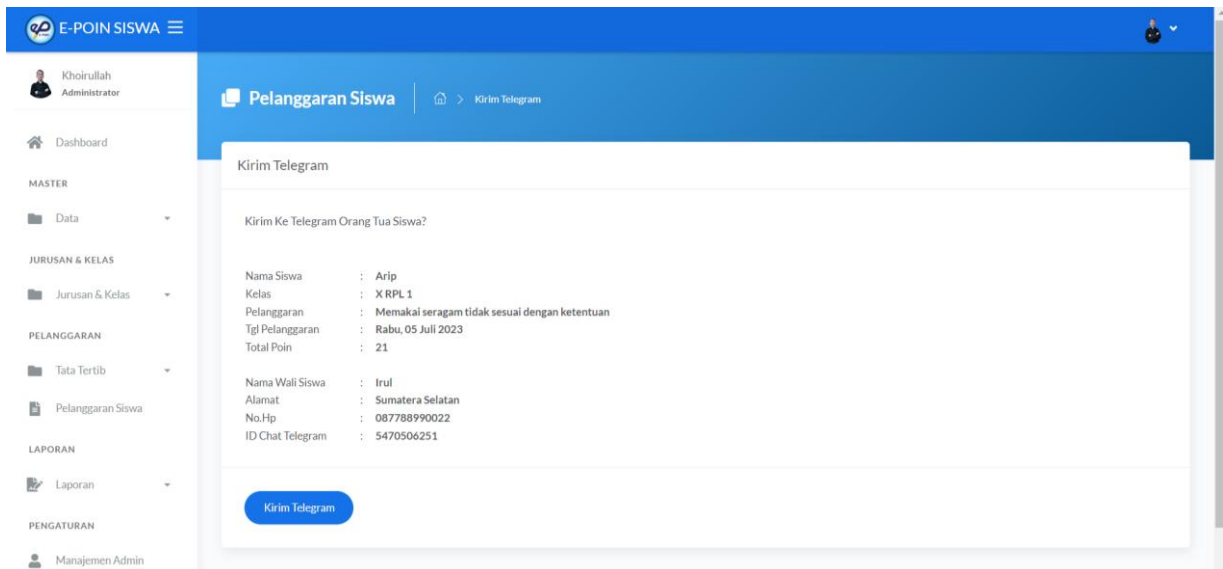 E-POIN SISWA
Khoirullah
Administrator
Dashboard
MASTER
Data
JURUSAN & KELAS
Jurusan & Kelas
PELANGGARAN
Tata Tertib
Pelanggaran Siswa
LAPORAN
Laporan
PENGATURAN
Manajemen Admin
Pelanggaran Siswa > Kirim Telegram
Kirim Telegram
Kirim Ke Telegram Orang Tua Siswa?
Nama Siswa : Arip
Kelas : X RPL 1
Pelanggaran : Memakai seragam tidak sesuai dengan ketentuan
Tgl Pelanggaran : Rabu, 05 Juli 2023
Total Poin : 21
Nama Wali Siswa : Irul
Alamat : Sumatera Selatan
No.Hp : 087788990022
ID Chat Telegram : 5470506251
Kirim Telegram